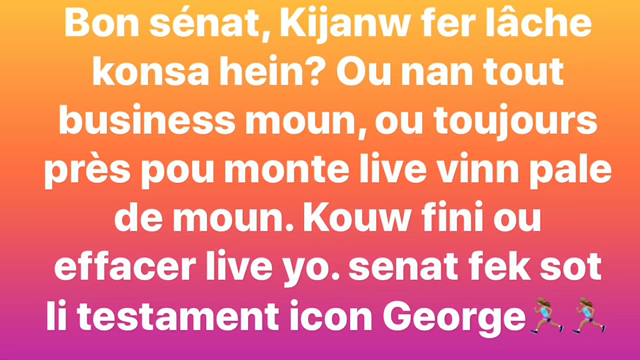 Bon sénat, Kijanw fer lâche
konsa hein? Ou nan tout
business moun, ou toujours
près pou monte live vinn pale
de moun. Kouw fini ou
effacer live yo. senat fek sot
li testament icon George🏃🏽‍♀️🏃🏽‍♀️